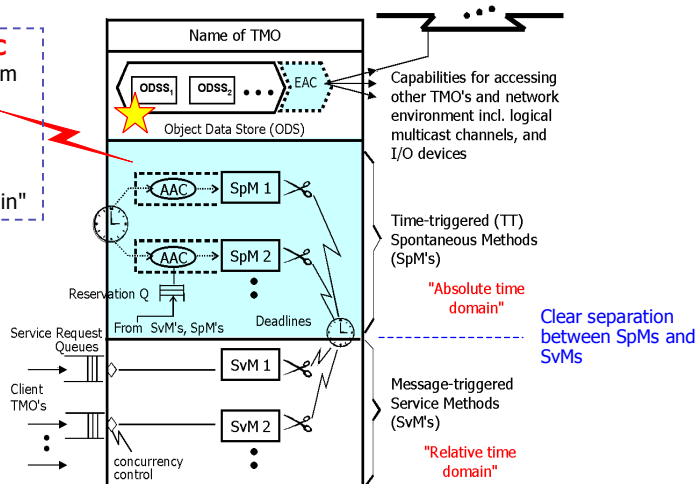 C
m
in"
Name of TMO
ODSS1
ODSS2
EAC
Object Data Store (ODS)
Capabilities for accessing
other TMO's and network
environment incl. logical
multicast channels, and
I/O devices
AAC
SpM 1
AAC
SpM 2
Reservation Q
From SvM's, SpM's
Deadlines
Time-triggered (TT)
Spontaneous Methods
(SpM's)
"Absolute time
domain"
Clear separation
between SpMs and
SvMs
Service Request
Queues
Client
TMO's
SvM 1
SvM 2
concurrency
control
Message-triggered
Service Methods
(SvM's)
"Relative time
domain"